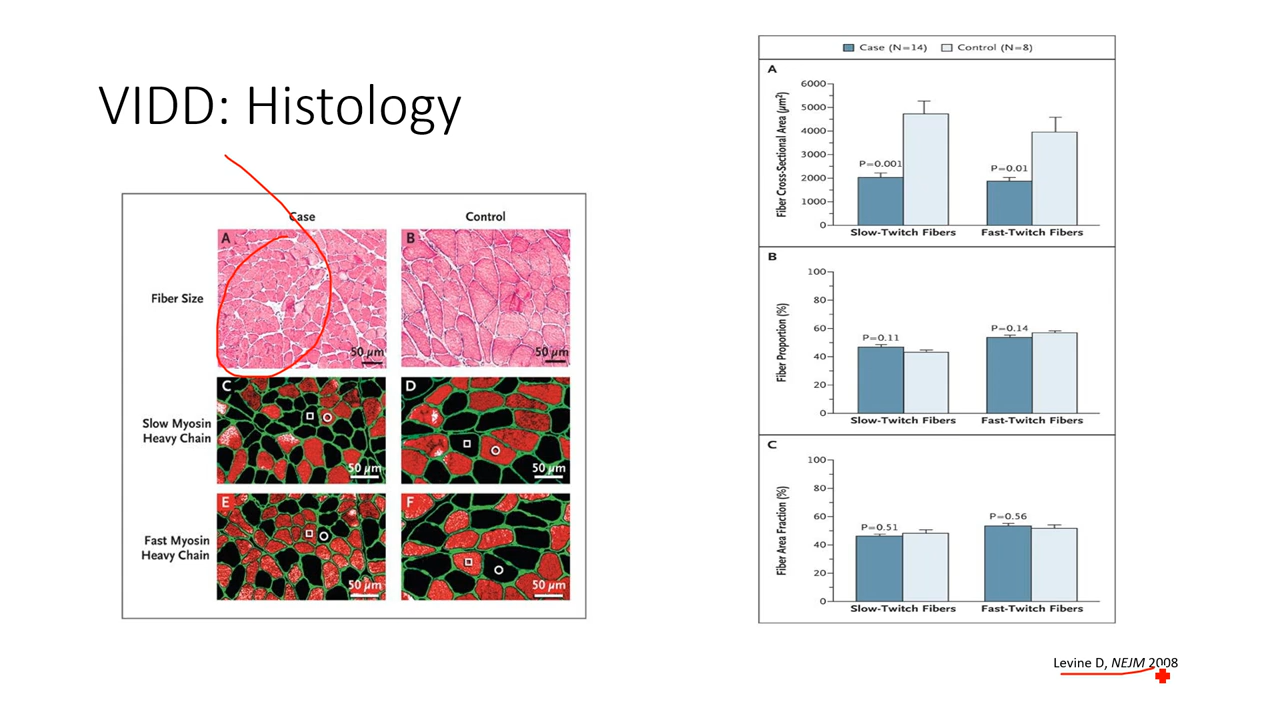 VIDD: Histology
Case
Control
Fiber Size
A
B
50 µm
50 µm
Slow Myosin
Heavy Chain
C
D
50 µm
50 µm
Fast Myosin
Heavy Chain
E
F
50 µm
50 µm
Case (N=14)
Control (N=8)
A
Fiber Cross-Sectional Area (µm²)
6000
5000
4000
3000
2000
1000
0
P=0.001
P=0.01
Slow-Twitch Fibers
Fast-Twitch Fibers
B
Fiber Proportion (%)
100
80
60
40
20
0
P=0.11
P=0.14
Slow-Twitch Fibers
Fast-Twitch Fibers
C
Fiber Area Fraction (%)
100
80
60
40
20
0
P=0.51
P=0.56
Slow-Twitch Fibers
Fast-Twitch Fibers
Levine D, NEJM 2008